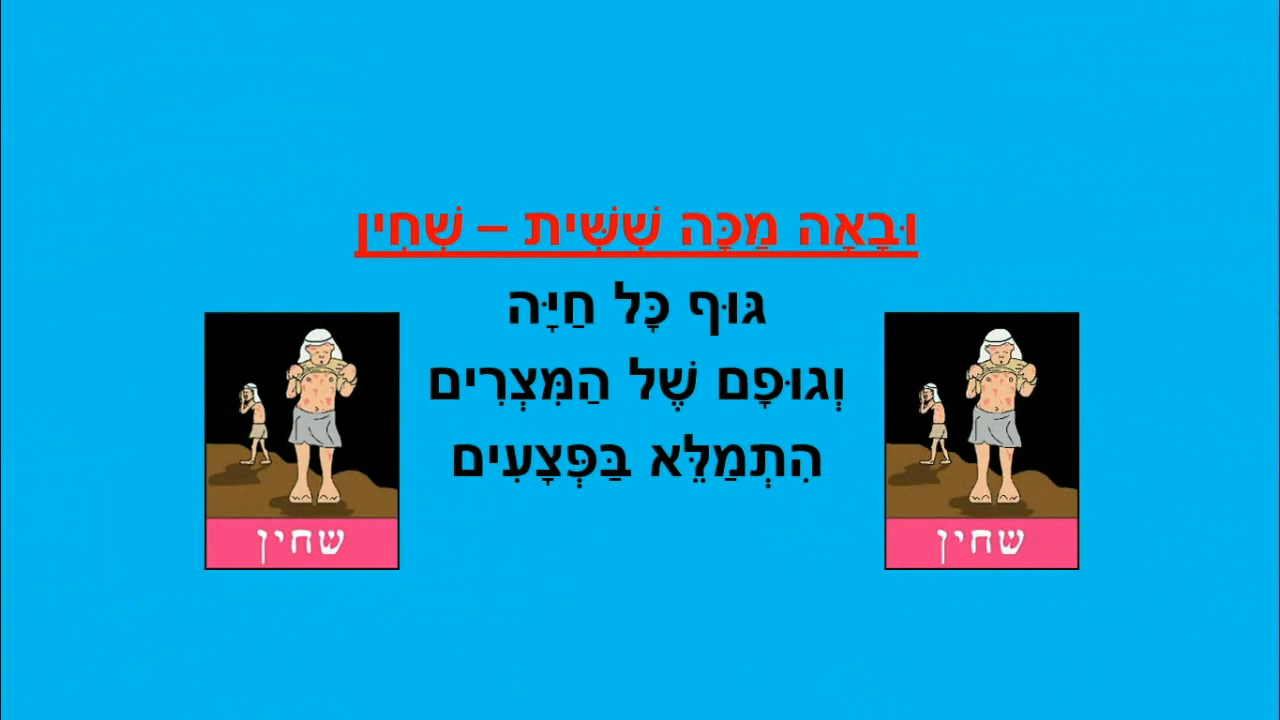 וּבָאָה מַכָּה שִׁשִּׁית – שְׁחִין
גּוּף כָּל חַיָּה
וְגוּפָם שֶׁל הַמִּצְרִים
הִתְמַלֵּא בַּפְּצָעִים
שחין
שחין